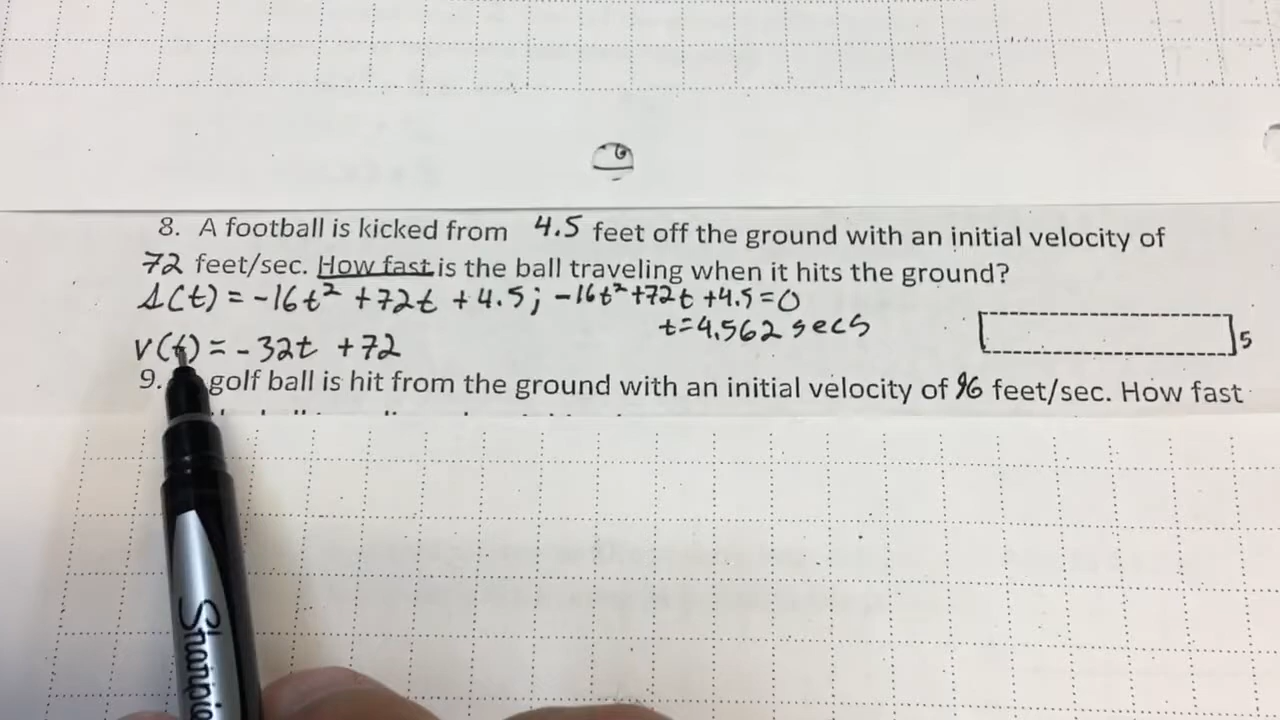 8. A football is kicked from 4.5 feet off the ground with an initial velocity of
72 feet/sec. How fast is the ball traveling when it hits the ground?
s(t) = -16t² + 72t + 4.5; -16t² + 72t + 4.5 = 0
t = 4.562 secs
5
v(t) = -32t + 72
9. golf ball is hit from the ground with an initial velocity of 96 feet/sec. How fast
Sharpie